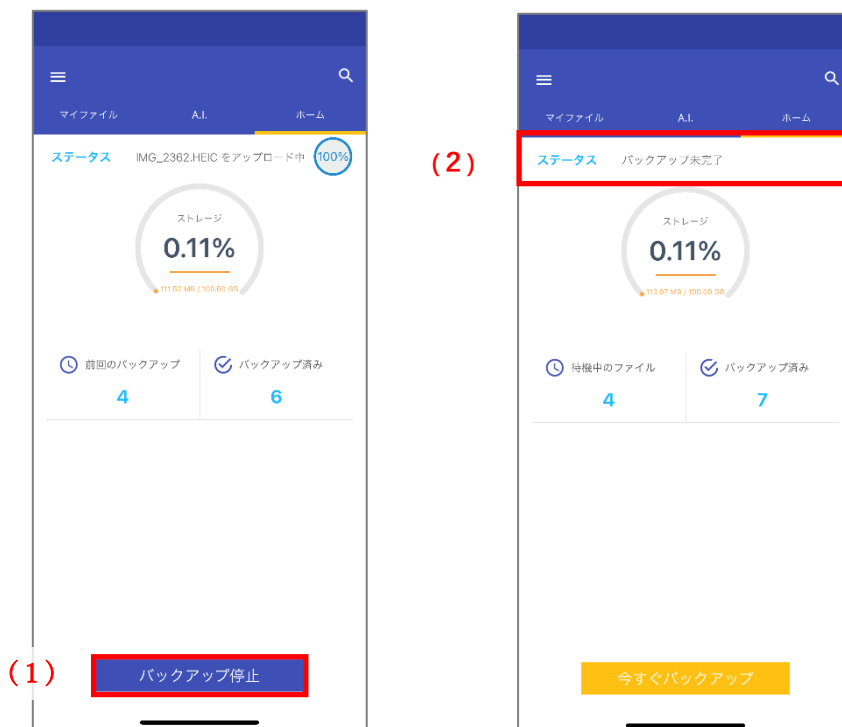 マイファイル A.I. ホーム
ステータス IMG_2362.HEIC をアップロード中 100%
ストレージ
0.11%
111.52 MB / 100.00 GB
前回のバックアップ バックアップ済み
4 6
(1) バックアップ停止
マイファイル A.I. ホーム
(2) ステータス バックアップ未完了
ストレージ
0.11%
113.07 MB / 100.00 GB
待機中のファイル バックアップ済み
4 7
今すぐバックアップ